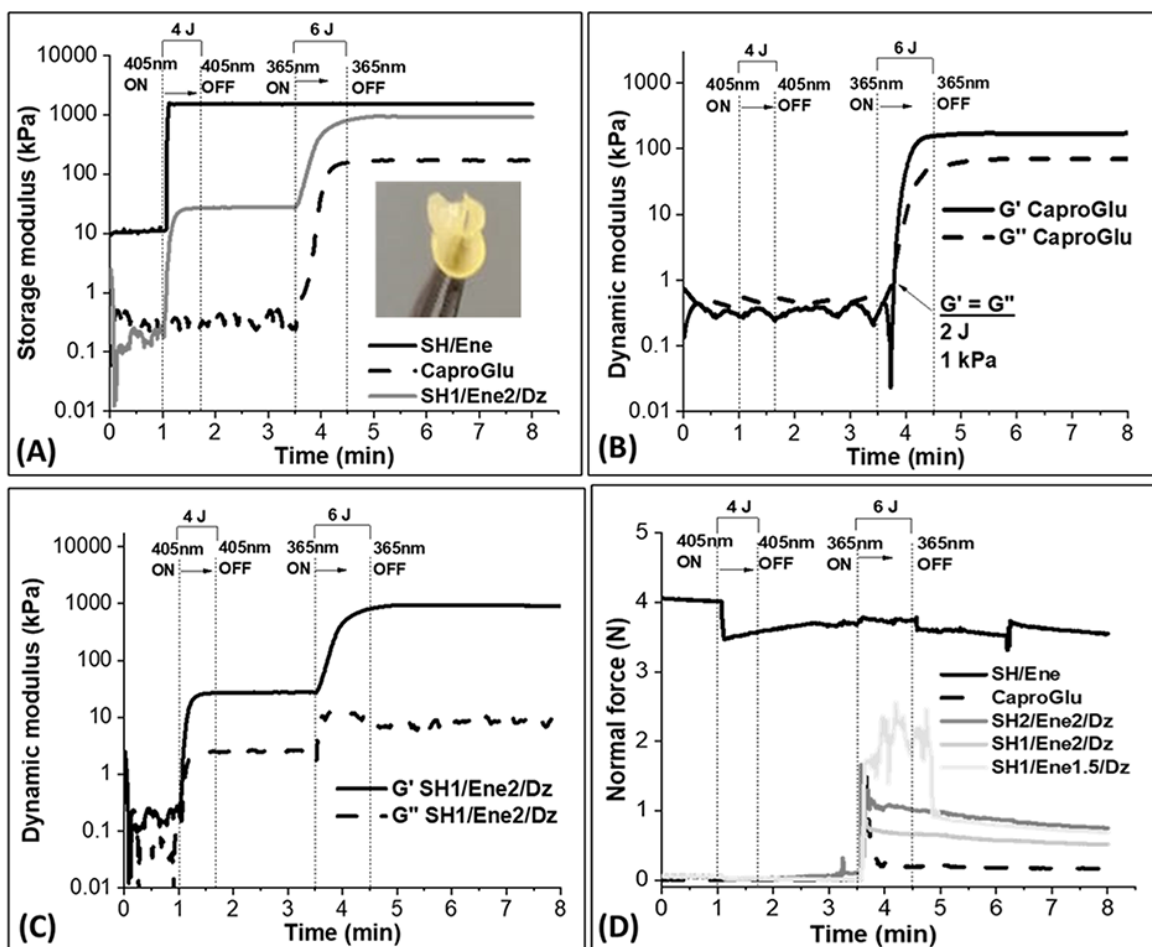 4 J
6 J
405nm ON
405nm OFF
365nm ON
365nm OFF
10000
1000
100
10
1
0.1
0.01
Storage modulus (kPa)
SH/Ene
CaproGlu
SH1/Ene2/Dz
0 1 2 3 4 5 6 7 8
Time (min)
(A)
4 J
6 J
405nm ON
405nm OFF
365nm ON
365nm OFF
1000
100
10
1
0.1
0.01
Dynamic modulus (kPa)
G' CaproGlu
G'' CaproGlu
G' = G''
2 J
1 kPa
0 1 2 3 4 5 6 7 8
Time (min)
(B)
4 J
6 J
405nm ON
405nm OFF
365nm ON
365nm OFF
10000
1000
100
10
1
0.1
0.01
Dynamic modulus (kPa)
G' SH1/Ene2/Dz
G'' SH1/Ene2/Dz
0 1 2 3 4 5 6 7 8
Time (min)
(C)
4 J
6 J
405nm ON
405nm OFF
365nm ON
365nm OFF
5
4
3
2
1
0
Normal force (N)
SH/Ene
CaproGlu
SH2/Ene2/Dz
SH1/Ene2/Dz
SH1/Ene1.5/Dz
0 1 2 3 4 5 6 7 8
Time (min)
(D)